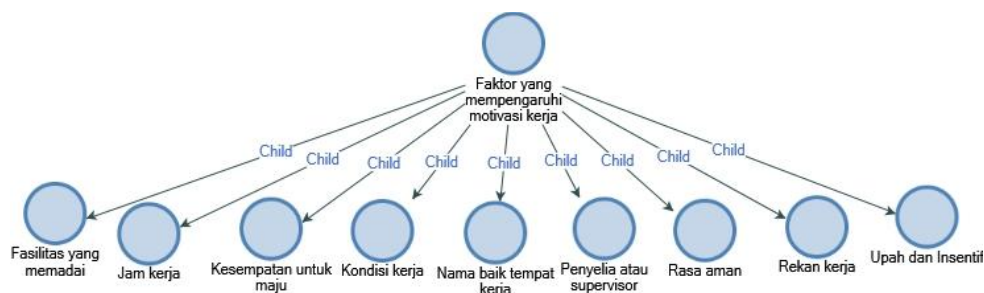 Faktor yang
mempengaruhi
motivasi kerja
Child
Child
Child
Child
Child
Child
Child
Child
Child
Fasilitas yang
memadai
Jam kerja
Kesempatan untuk
maju
Kondisi kerja
Nama baik tempat
kerja
Penyelia atau
supervisor
Rasa aman
Rekan kerja
Upah dan Insentif